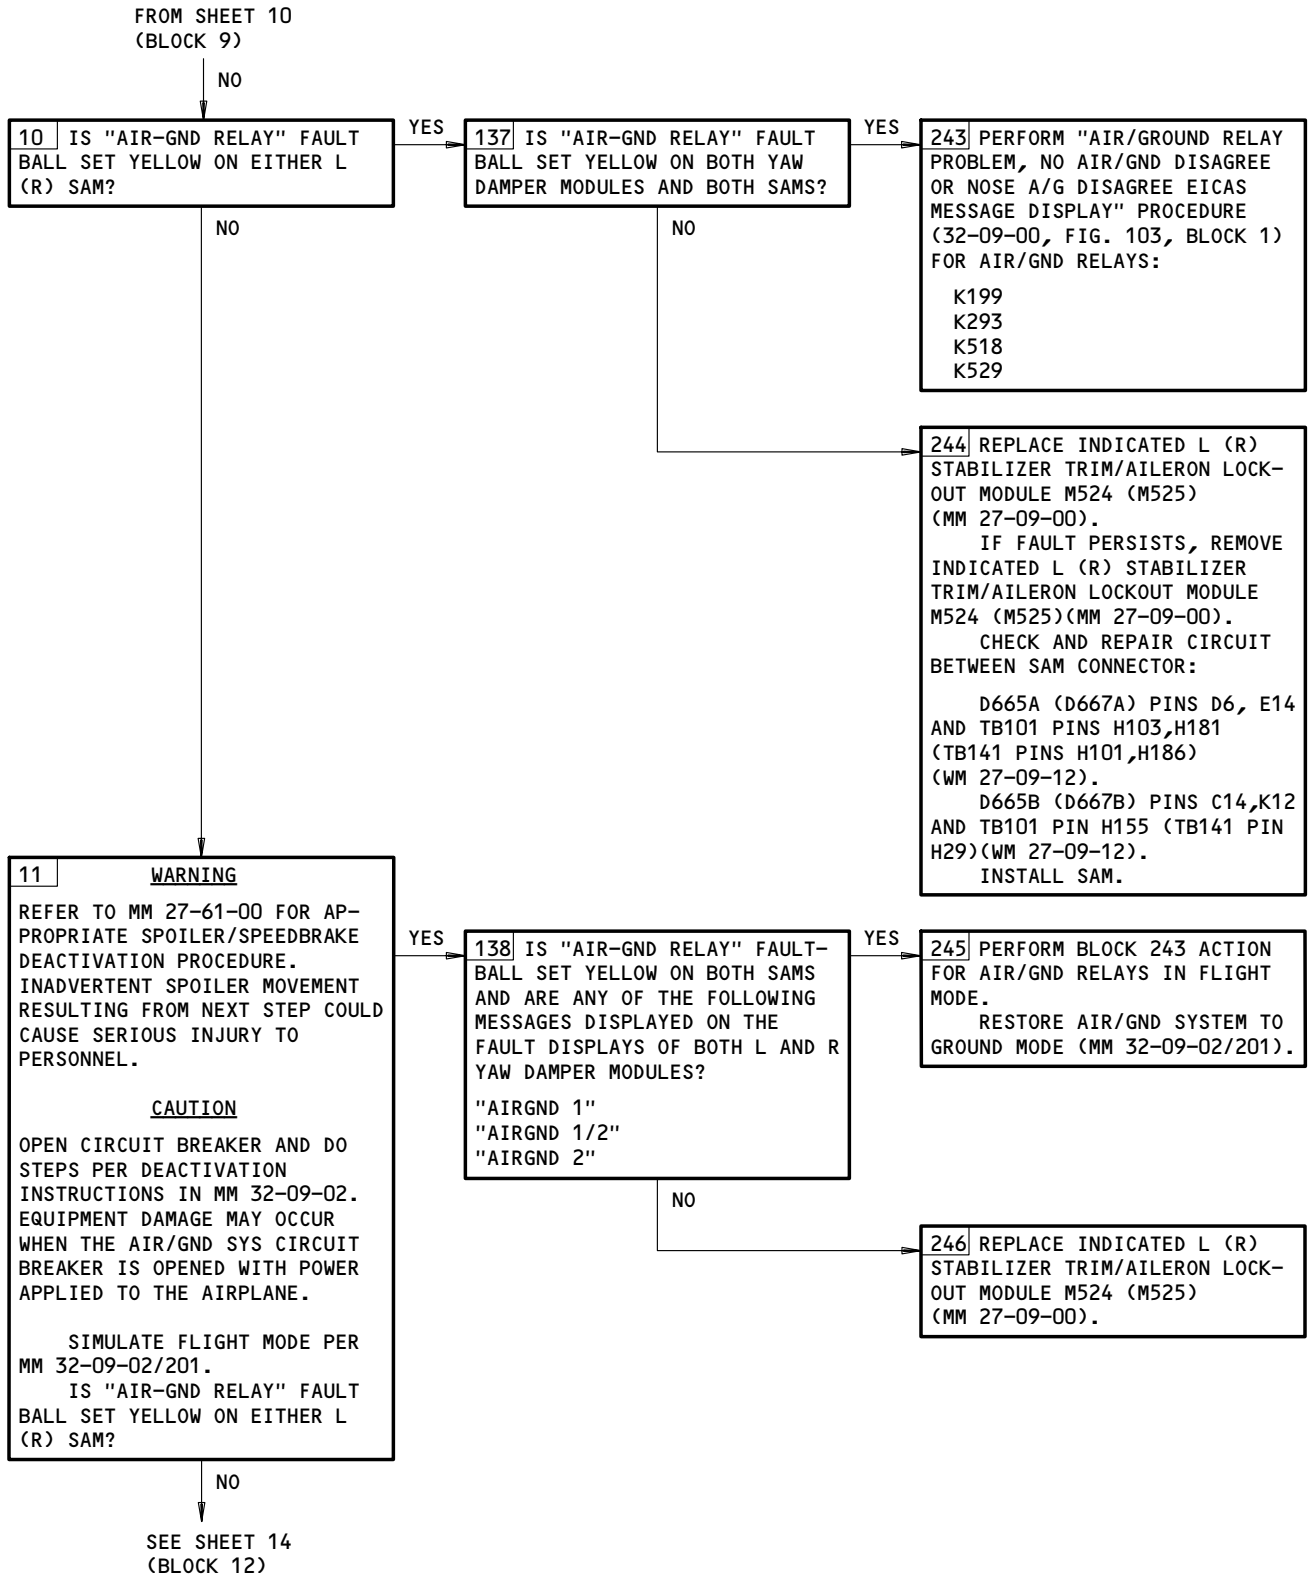 FROM SHEET 10
(BLOCK 9)
NO
10 IS "AIR-GND RELAY" FAULT
BALL SET YELLOW ON EITHER L
(R) SAM?
YES
NO
137 IS "AIR-GND RELAY" FAULT
BALL SET YELLOW ON BOTH YAW
DAMPER MODULES AND BOTH SAMS?
YES
NO
243 PERFORM "AIR/GROUND RELAY
PROBLEM, NO AIR/GND DISAGREE
OR NOSE A/G DISAGREE EICAS
MESSAGE DISPLAY" PROCEDURE
(32-09-00, FIG. 103, BLOCK 1)
FOR AIR/GND RELAYS:
K199
K293
K518
K529
244 REPLACE INDICATED L (R)
STABILIZER TRIM/AILERON LOCK-
OUT MODULE M524 (M525)
(MM 27-09-00).
IF FAULT PERSISTS, REMOVE
INDICATED L (R) STABILIZER
TRIM/AILERON LOCKOUT MODULE
M524 (M525)(MM 27-09-00).
CHECK AND REPAIR CIRCUIT
BETWEEN SAM CONNECTOR:
D665A (D667A) PINS D6, E14
AND TB101 PINS H103,H181
(TB141 PINS H101,H186)
(WM 27-09-12).
D665B (D667B) PINS C14,K12
AND TB101 PIN H155 (TB141 PIN
H29)(WM 27-09-12).
INSTALL SAM.
11 WARNING
REFER TO MM 27-61-00 FOR AP-
PROPRIATE SPOILER/SPEEDBRAKE
DEACTIVATION PROCEDURE.
INADVERTENT SPOILER MOVEMENT
RESULTING FROM NEXT STEP COULD
CAUSE SERIOUS INJURY TO
PERSONNEL.
CAUTION
OPEN CIRCUIT BREAKER AND DO
STEPS PER DEACTIVATION
INSTRUCTIONS IN MM 32-09-02.
EQUIPMENT DAMAGE MAY OCCUR
WHEN THE AIR/GND SYS CIRCUIT
BREAKER IS OPENED WITH POWER
APPLIED TO THE AIRPLANE.
SIMULATE FLIGHT MODE PER
MM 32-09-02/201.
IS "AIR-GND RELAY" FAULT
BALL SET YELLOW ON EITHER L
(R) SAM?
YES
NO
138 IS "AIR-GND RELAY" FAULT-
BALL SET YELLOW ON BOTH SAMS
AND ARE ANY OF THE FOLLOWING
MESSAGES DISPLAYED ON THE
FAULT DISPLAYS OF BOTH L AND R
YAW DAMPER MODULES?
"AIRGND 1"
"AIRGND 1/2"
"AIRGND 2"
YES
NO
245 PERFORM BLOCK 243 ACTION
FOR AIR/GND RELAYS IN FLIGHT
MODE.
RESTORE AIR/GND SYSTEM TO
GROUND MODE (MM 32-09-02/201).
246 REPLACE INDICATED L (R)
STABILIZER TRIM/AILERON LOCK-
OUT MODULE M524 (M525)
(MM 27-09-00).
SEE SHEET 14
(BLOCK 12)